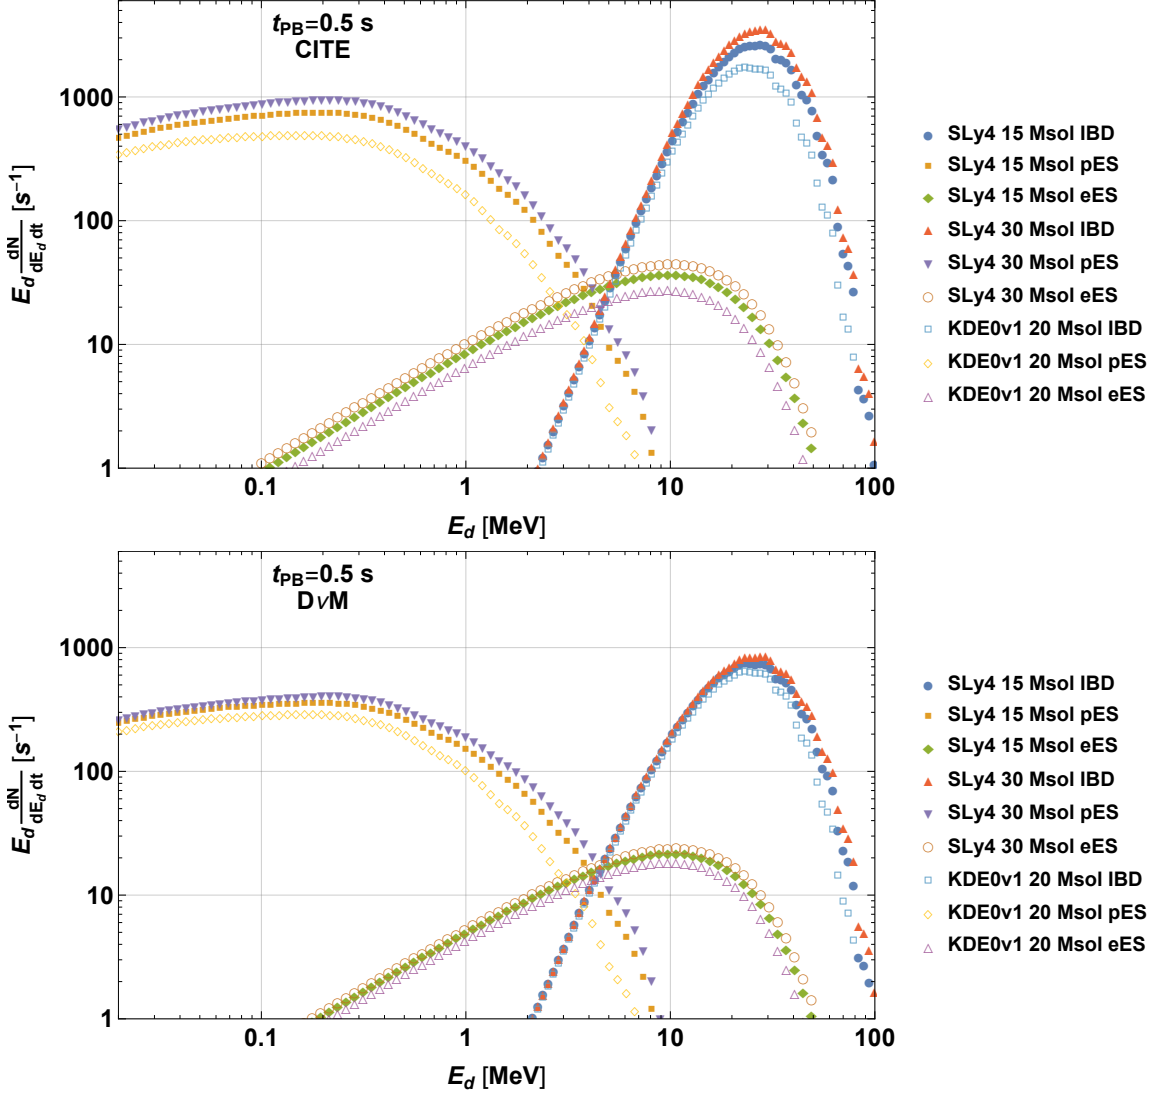 t_PB=0.5 s
CITE
1000
100
10
1
E_d dN/dE_d dt [s⁻¹]
0.1
1
10
100
E_d [MeV]
SLy4 15 Msol IBD
SLy4 15 Msol pES
SLy4 15 Msol eES
SLy4 30 Msol IBD
SLy4 30 Msol pES
SLy4 30 Msol eES
KDE0v1 20 Msol IBD
KDE0v1 20 Msol pES
KDE0v1 20 Msol eES
t_PB=0.5 s
DνM
1000
100
10
1
E_d dN/dE_d dt [s⁻¹]
0.1
1
10
100
E_d [MeV]
SLy4 15 Msol IBD
SLy4 15 Msol pES
SLy4 15 Msol eES
SLy4 30 Msol IBD
SLy4 30 Msol pES
SLy4 30 Msol eES
KDE0v1 20 Msol IBD
KDE0v1 20 Msol pES
KDE0v1 20 Msol eES